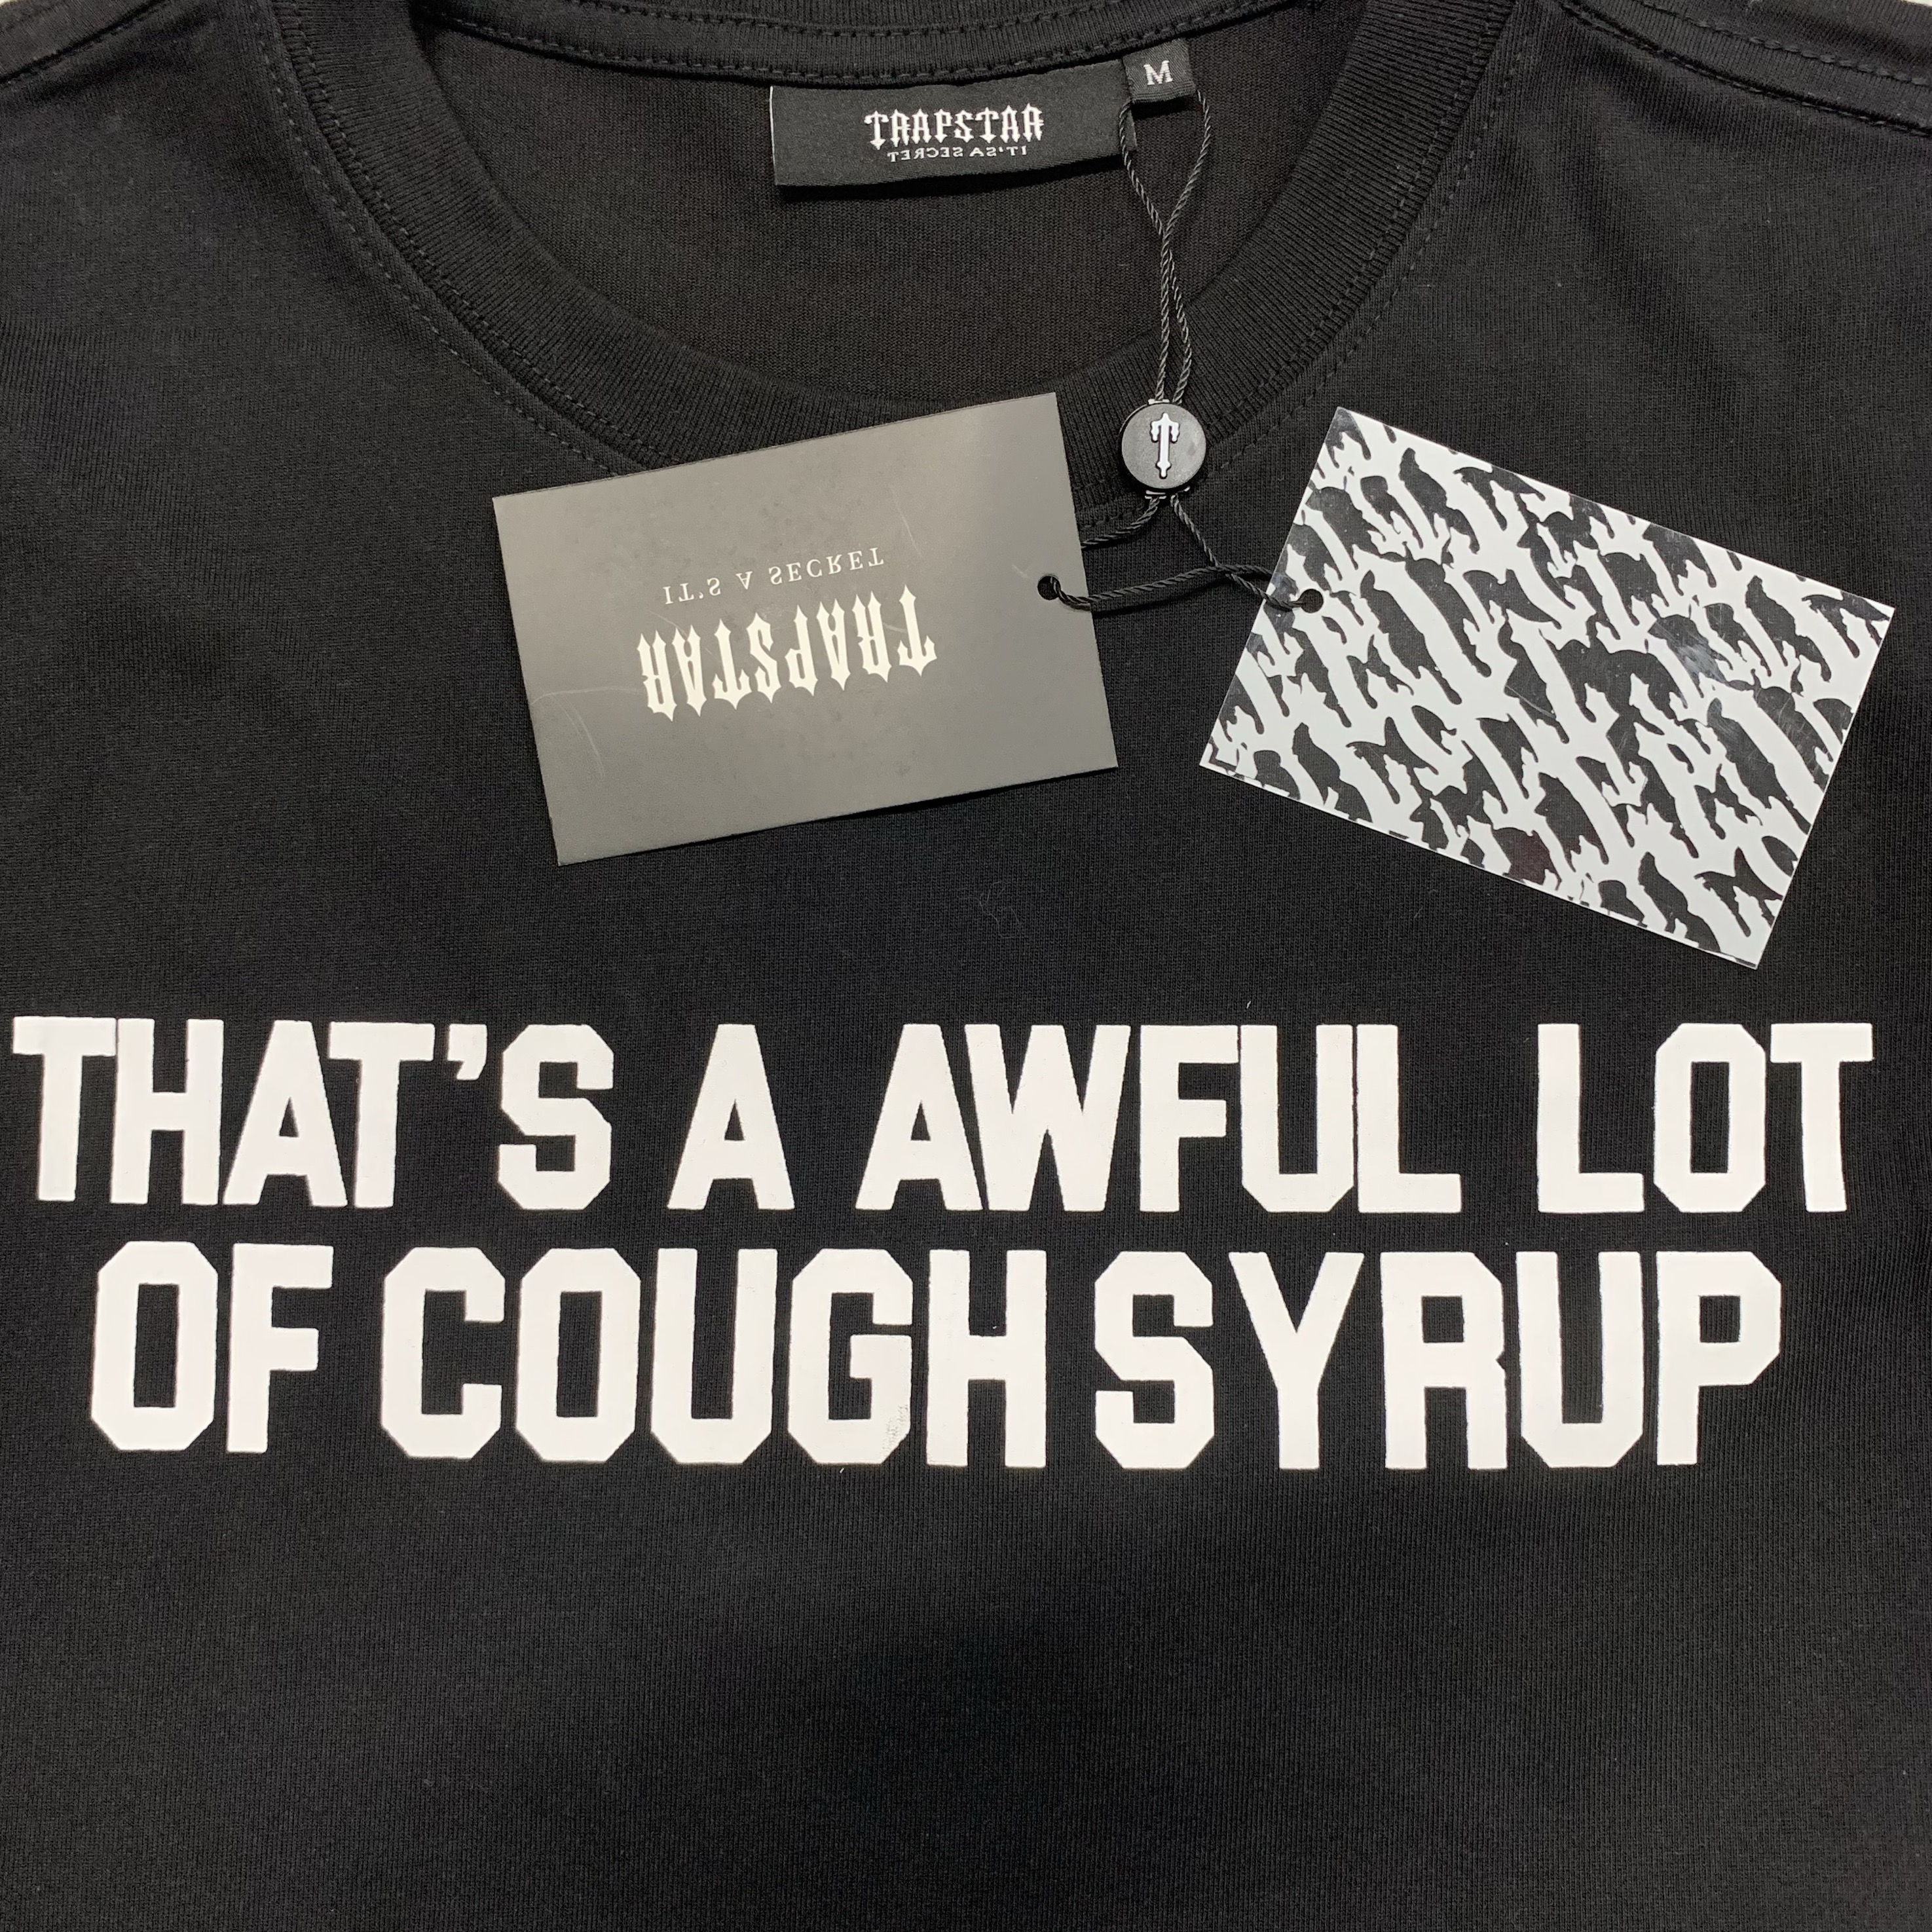 TRAPSTAR
IT'S A SECRET
M
T
IT'S A SECRET
TRAPSTAR
THAT'S A AWFUL LOT
OF COUGH SYRUP